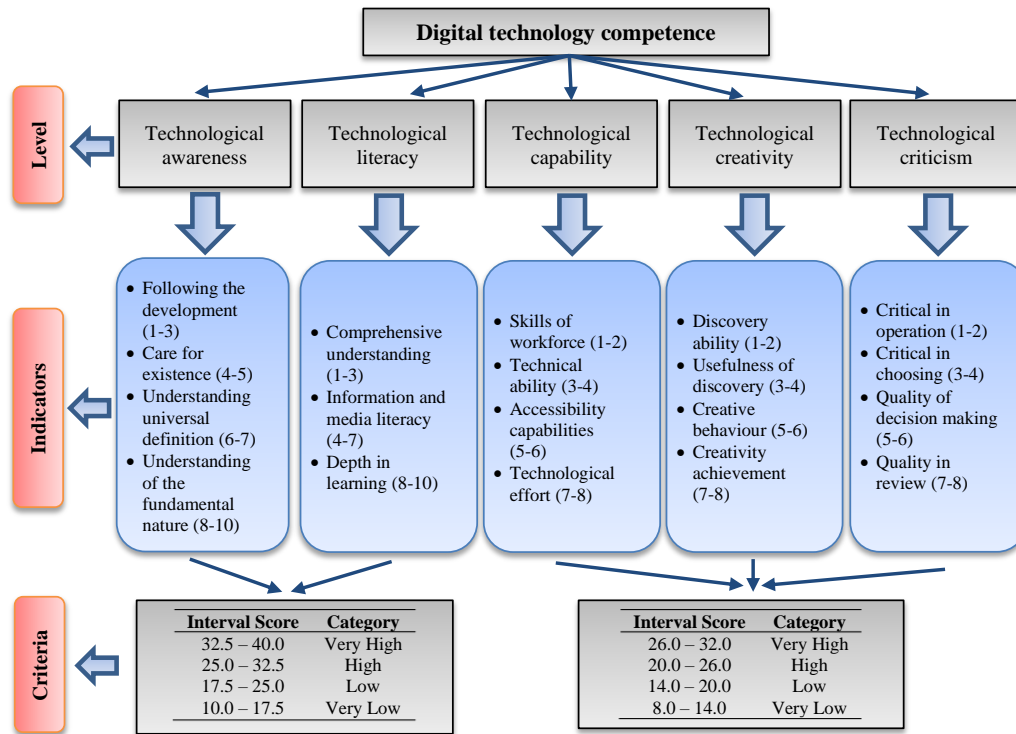 Digital technology competence
Level
Technological
awareness
Technological
literacy
Technological
capability
Technological
creativity
Technological
criticism
Indicators
• Following the
development
(1-3)
• Care for
existence (4-5)
• Understanding
universal
definition (6-7)
• Understanding
of the
fundamental
nature (8-10)
• Comprehensive
understanding
(1-3)
• Information and
media literacy
(4-7)
• Depth in
learning (8-10)
• Skills of
workforce (1-2)
• Technical
ability (3-4)
• Accessibility
capabilities
(5-6)
• Technological
effort (7-8)
• Discovery
ability (1-2)
• Usefulness of
discovery (3-4)
• Creative
behaviour (5-6)
• Creativity
achievement
(7-8)
• Critical in
operation (1-2)
• Critical in
choosing (3-4)
• Quality of
decision making
(5-6)
• Quality in
review (7-8)
Criteria
Interval Score Category
32.5 – 40.0 Very High
25.0 – 32.5 High
17.5 – 25.0 Low
10.0 – 17.5 Very Low
Interval Score Category
26.0 – 32.0 Very High
20.0 – 26.0 High
14.0 – 20.0 Low
8.0 – 14.0 Very Low